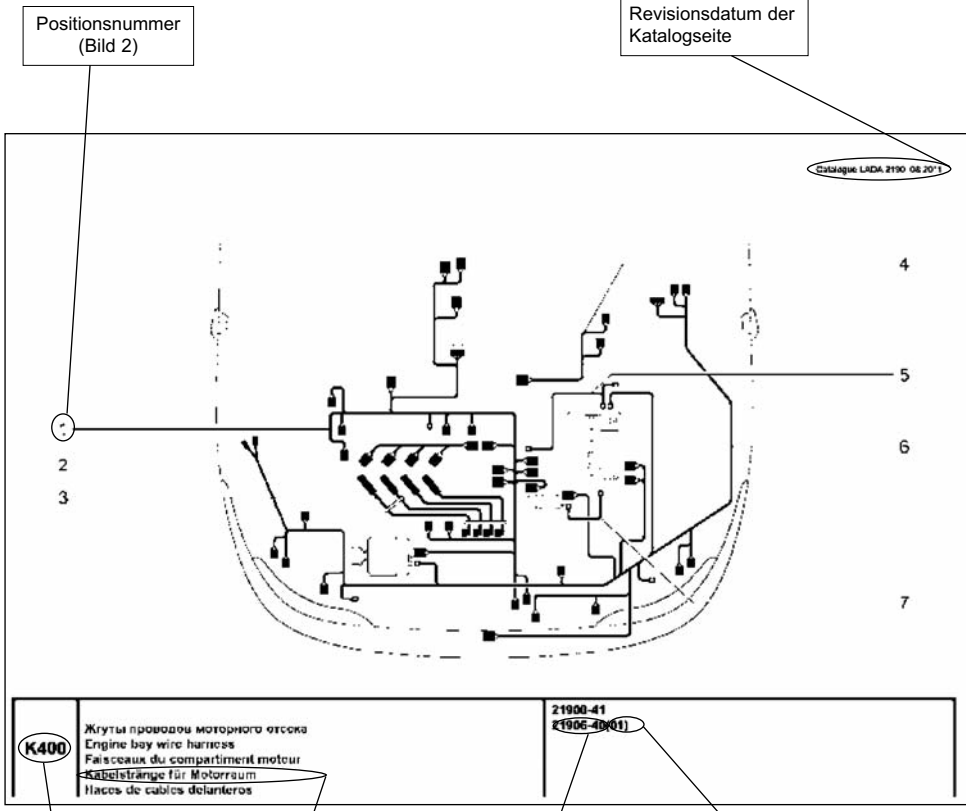 Positionsnummer
(Bild 2)
Revisionsdatum der
Katalogseite
Catalogue LADA 2190
4
5
2
6
3
7
K400
Жгуты проводов моторного отсека
Engine bay wire harness
Faisceaux du compartiment moteur
Kabelstränge für Motorraum
Haces de cables delanteros
21900-41
21906-40(01)